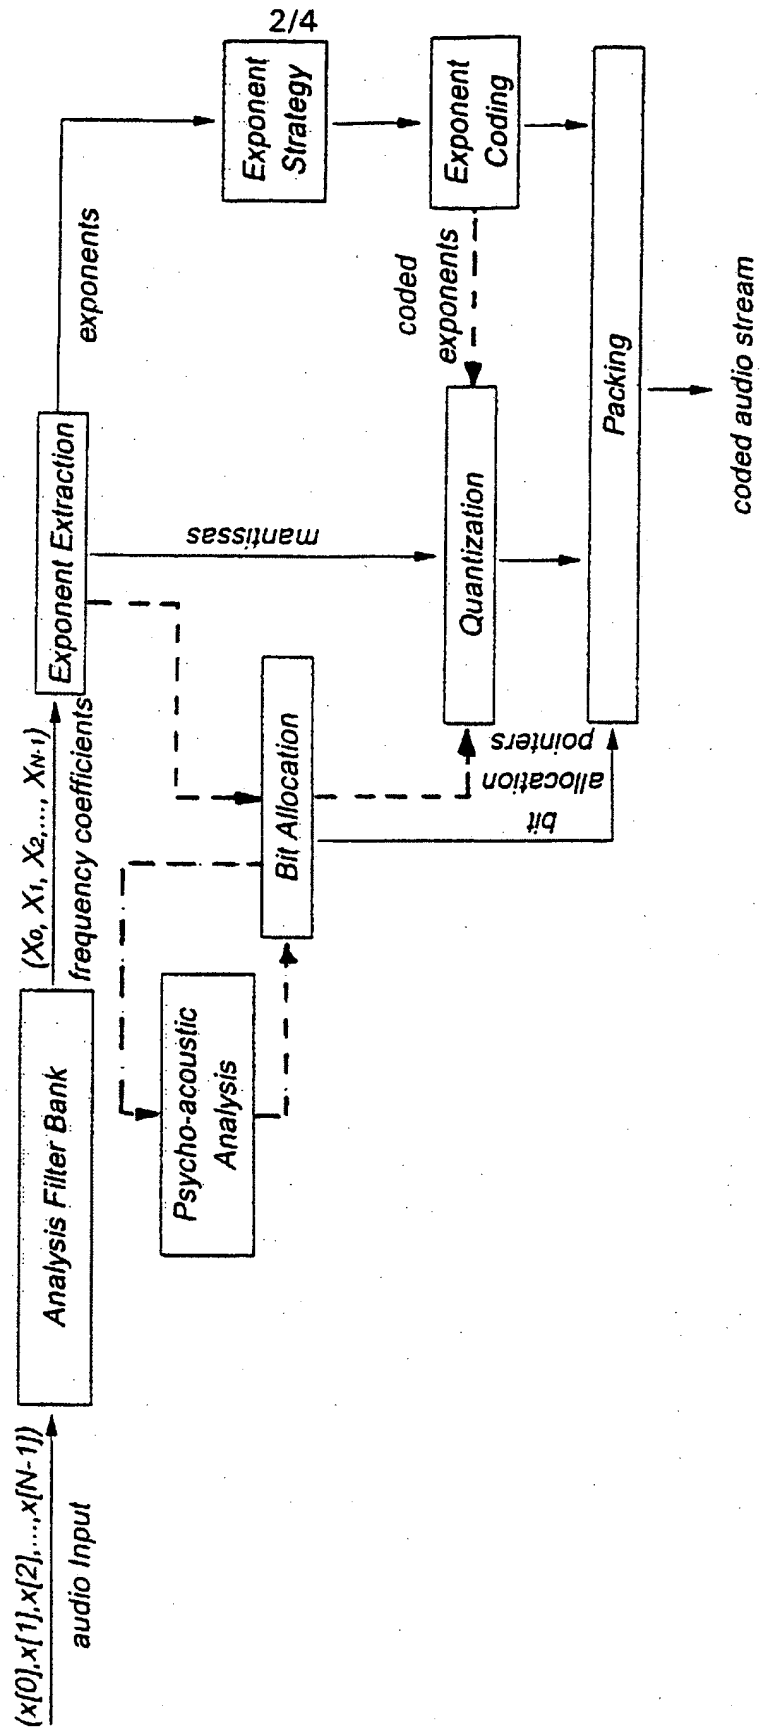 2/4
(x[0],x[1],x[2],...,x[N-1])
audio Input
Analysis Filter Bank
(X0, X1, X2,..., XN-1)
frequency coefficients
Exponent Extraction
exponents
Psycho-acoustic
Analysis
Bit Allocation
mantissas
Exponent
Strategy
coded
exponents
Exponent
Coding
Quantization
bit
allocation
pointers
Packing
coded audio stream